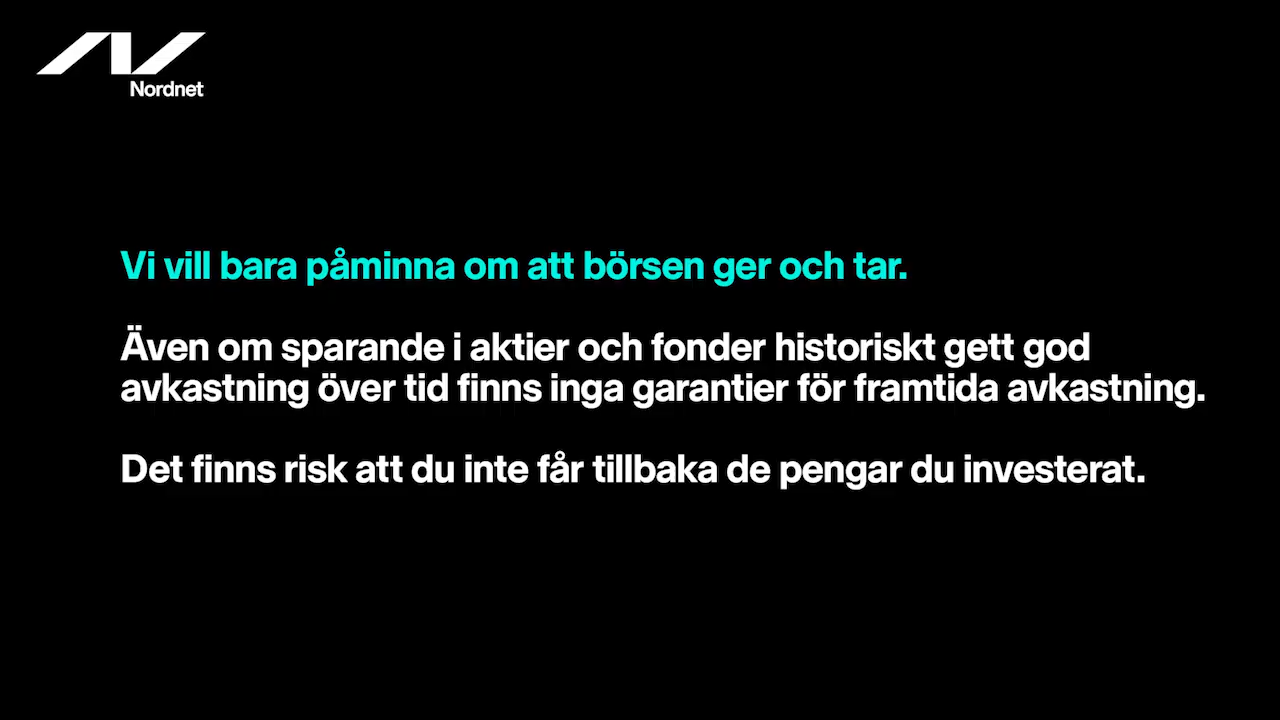 Nordnet
Vi vill bara påminna om att börsen ger och tar.
Även om sparande i aktier och fonder historiskt gett god
avkastning över tid finns inga garantier för framtida avkastning.
Det finns risk att du inte får tillbaka de pengar du investerat.